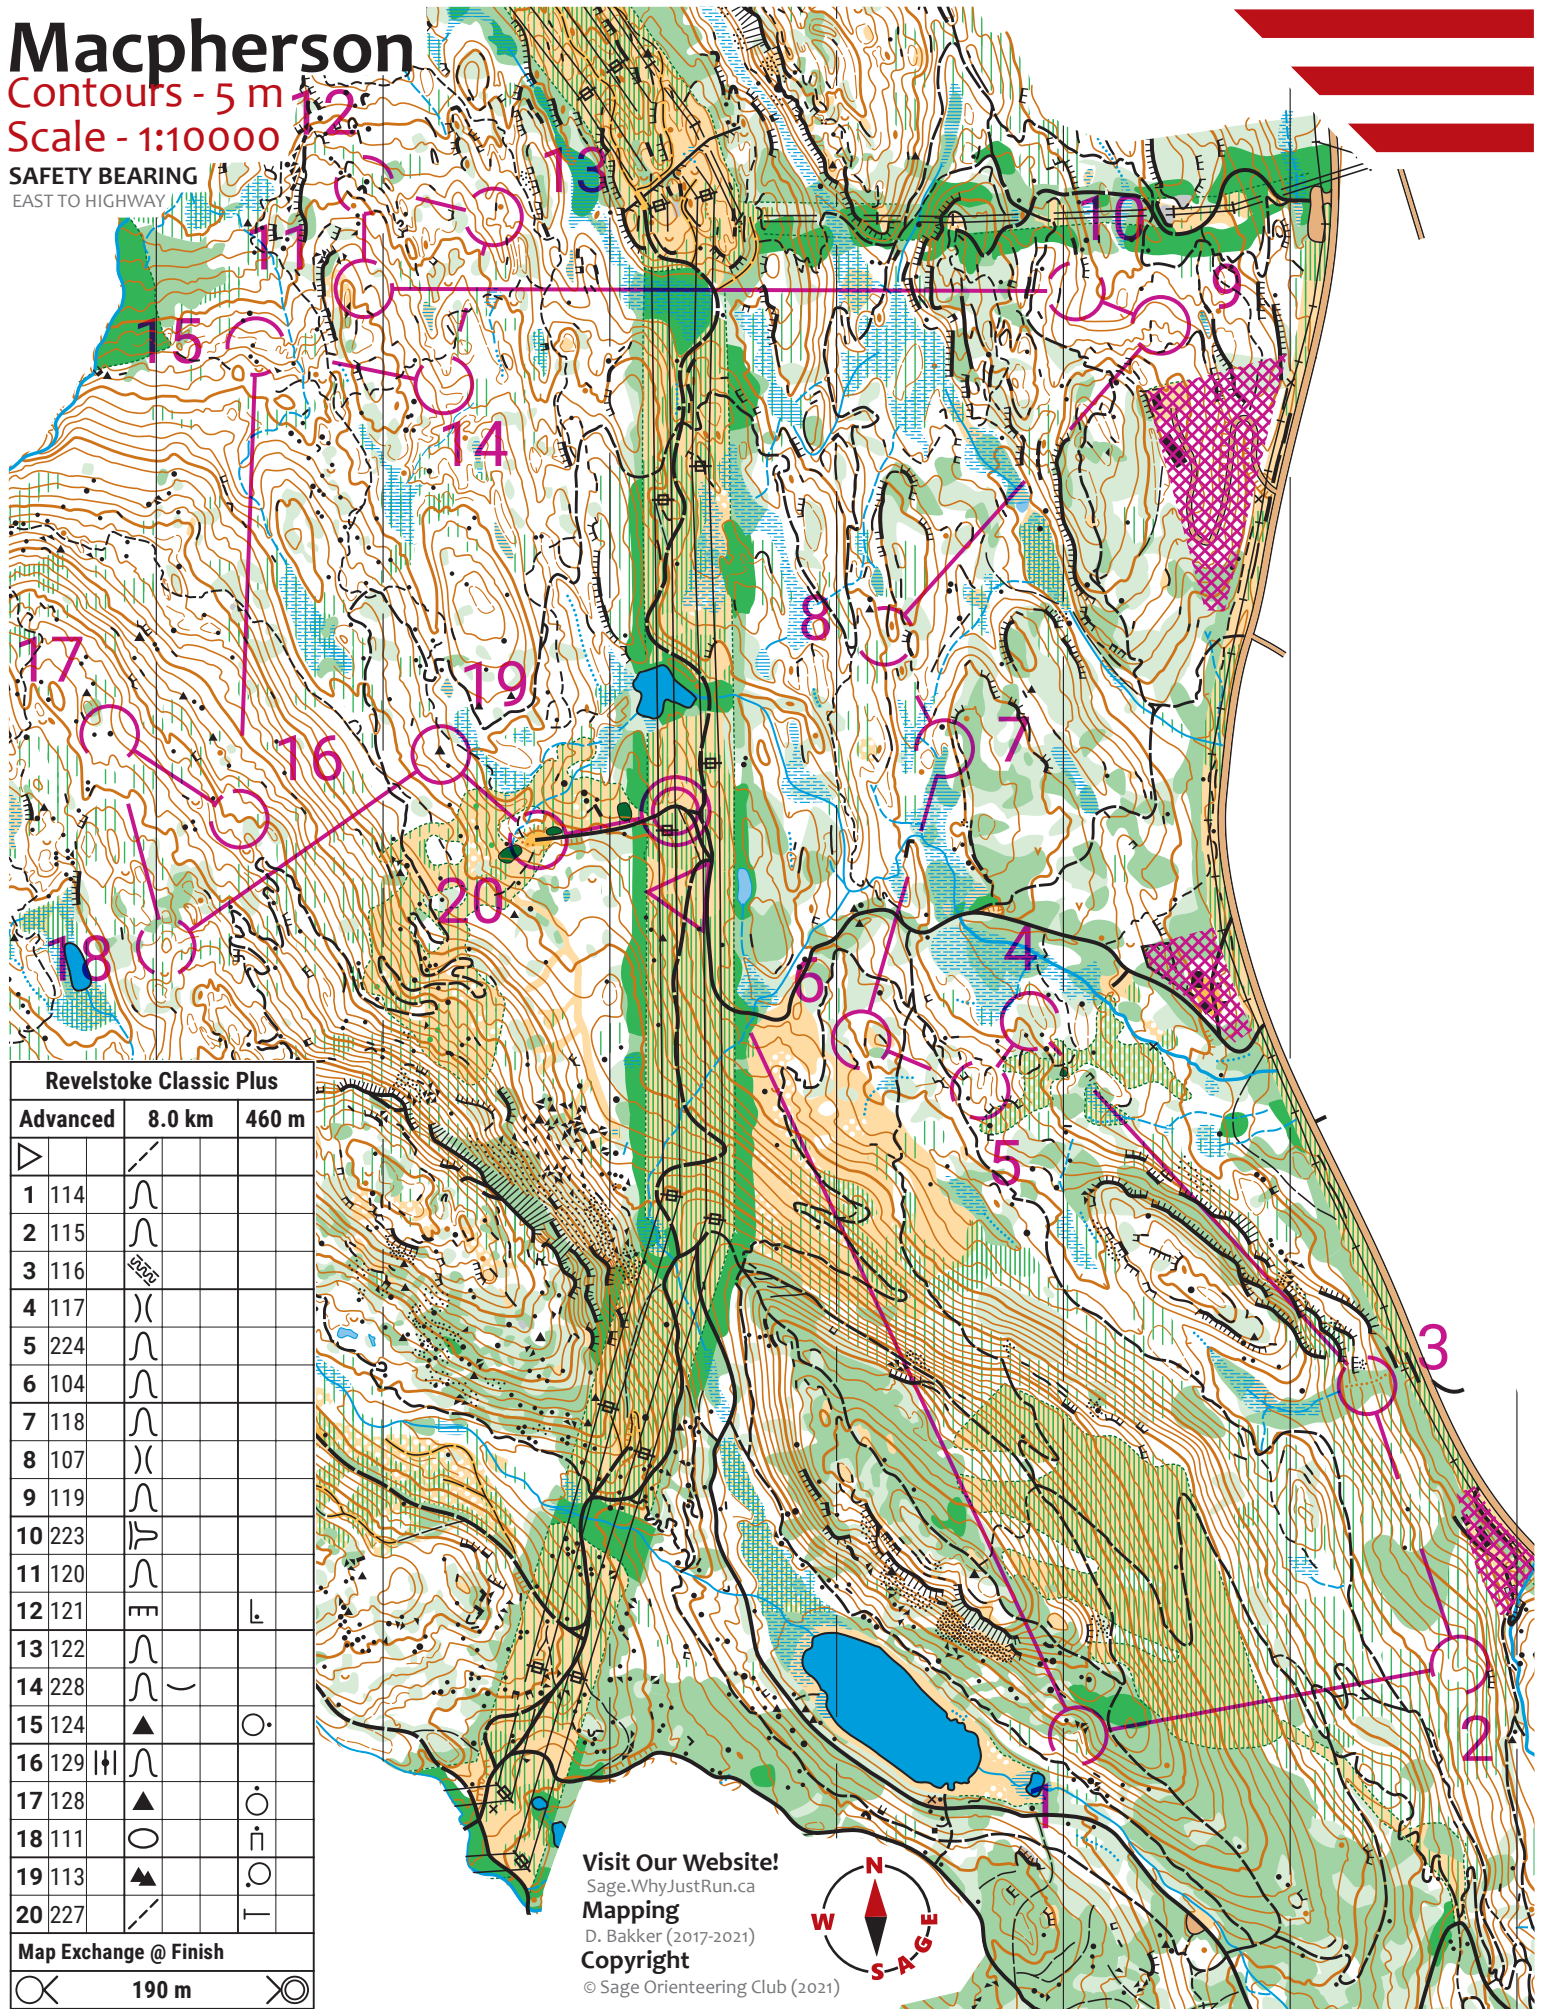 Macpherson
Contours - 5 m
Scale - 1:10000
SAFETY BEARING
EAST TO HIGHWAY
12
13
11
10
9
15
14
8
17
19
7
16
20
4
18
6
5
3
2
1
Revelstoke Classic Plus
Advanced 8.0 km 460 m
1 114
2 115
3 116
4 117
5 224
6 104
7 118
8 107
9 119
10 223
11 120
12 121
13 122
14 228
15 124
16 129
17 128
18 111
19 113
20 227
Map Exchange @ Finish
190 m
Visit Our Website!
Sage.WhyJustRun.ca
Mapping
D. Bakker (2017-2021)
Copyright
© Sage Orienteering Club (2021)
N
W
E
S A G